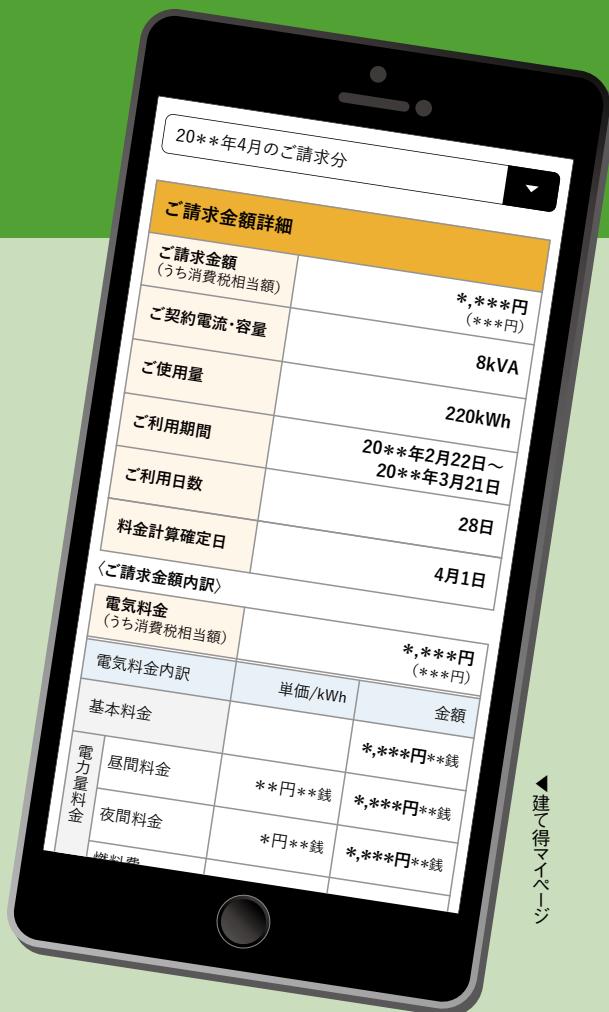 20**年4月のご請求分
ご請求金額詳細
ご請求金額
（うち消費税相当額）
*,***円
（***円）
ご契約電流・容量
8kVA
ご使用量
220kWh
ご利用期間
20**年2月22日〜
20**年3月21日
ご利用日数
28日
料金計算確定日
4月1日
〈ご請求金額内訳〉
電気料金
（うち消費税相当額）
*,***円
（***円）
電気料金内訳
単価/kWh
金額
基本料金
*,***円**銭
電力量料金
昼間料金
**円**銭
*,***円**銭
夜間料金
*円**銭
*,***円**銭
燃料費
◀建て得マイページ